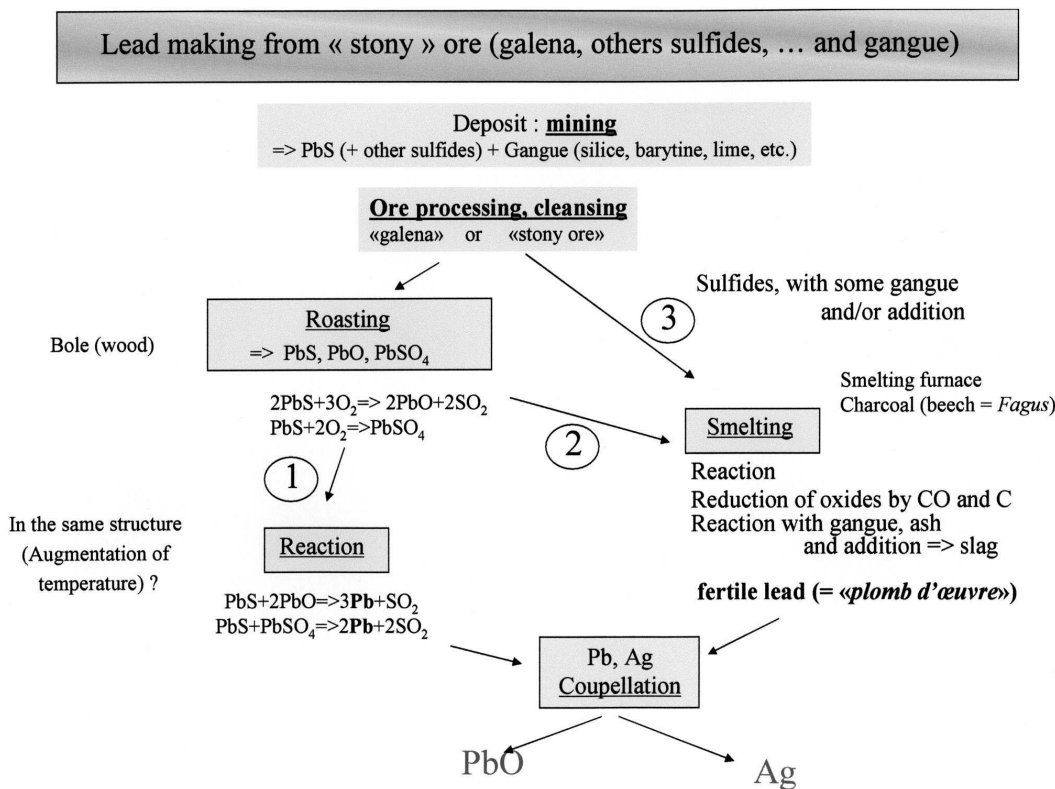 Lead making from « stony » ore (galena, others sulfides, … and gangue)
Deposit : mining
=> PbS (+ other sulfides) + Gangue (silice, barytine, lime, etc.)
Ore processing, cleansing
«galena» or «stony ore»
Sulfides, with some gangue
and/or addition
3
Bole (wood)
Roasting
=> PbS, PbO, PbSO₄
2PbS+3O₂=> 2PbO+2SO₂
PbS+2O₂=>PbSO₄
Smelting furnace
Charcoal (beech = Fagus)
2
Smelting
Reaction
Reduction of oxides by CO and C
Reaction with gangue, ash
and addition => slag
fertile lead (= «plomb d’œuvre»)
1
In the same structure
(Augmentation of
temperature) ?
Reaction
PbS+2PbO=>3Pb+SO₂
PbS+PbSO₄=>2Pb+2SO₂
Pb, Ag
Coupellation
PbO
Ag